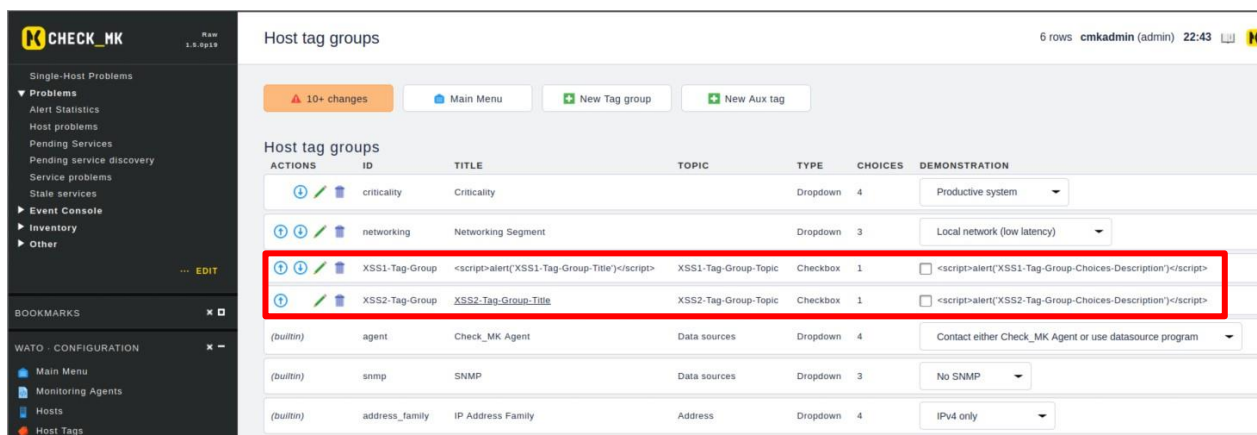 CHECK_MK
Raw
1.5.0p19
Host tag groups
6 rows cmkadmin (admin) 22:43
Single-Host Problems
Problems
Alert Statistics
Host problems
Pending Services
Pending service discovery
Service problems
Stale services
Event Console
Inventory
Other
··· EDIT
BOOKMARKS
WATO · CONFIGURATION
Main Menu
Monitoring Agents
Hosts
Host Tags
10+ changes Main Menu New Tag group New Aux tag
Host tag groups
ACTIONS ID TITLE TOPIC TYPE CHOICES DEMONSTRATION
criticality Criticality Dropdown 4 Productive system
networking Networking Segment Dropdown 3 Local network (low latency)
XSS1-Tag-Group <script>alert('XSS1-Tag-Group-Title')</script> XSS1-Tag-Group-Topic Checkbox 1 <script>alert('XSS1-Tag-Group-Choices-Description')</script>
XSS2-Tag-Group XSS2-Tag-Group-Title XSS2-Tag-Group-Topic Checkbox 1 <script>alert('XSS2-Tag-Group-Choices-Description')</script>
(builtin) agent Check_MK Agent Data sources Dropdown 4 Contact either Check_MK Agent or use datasource program
(builtin) snmp SNMP Data sources Dropdown 3 No SNMP
(builtin) address_family IP Address Family Address Dropdown 4 IPv4 only